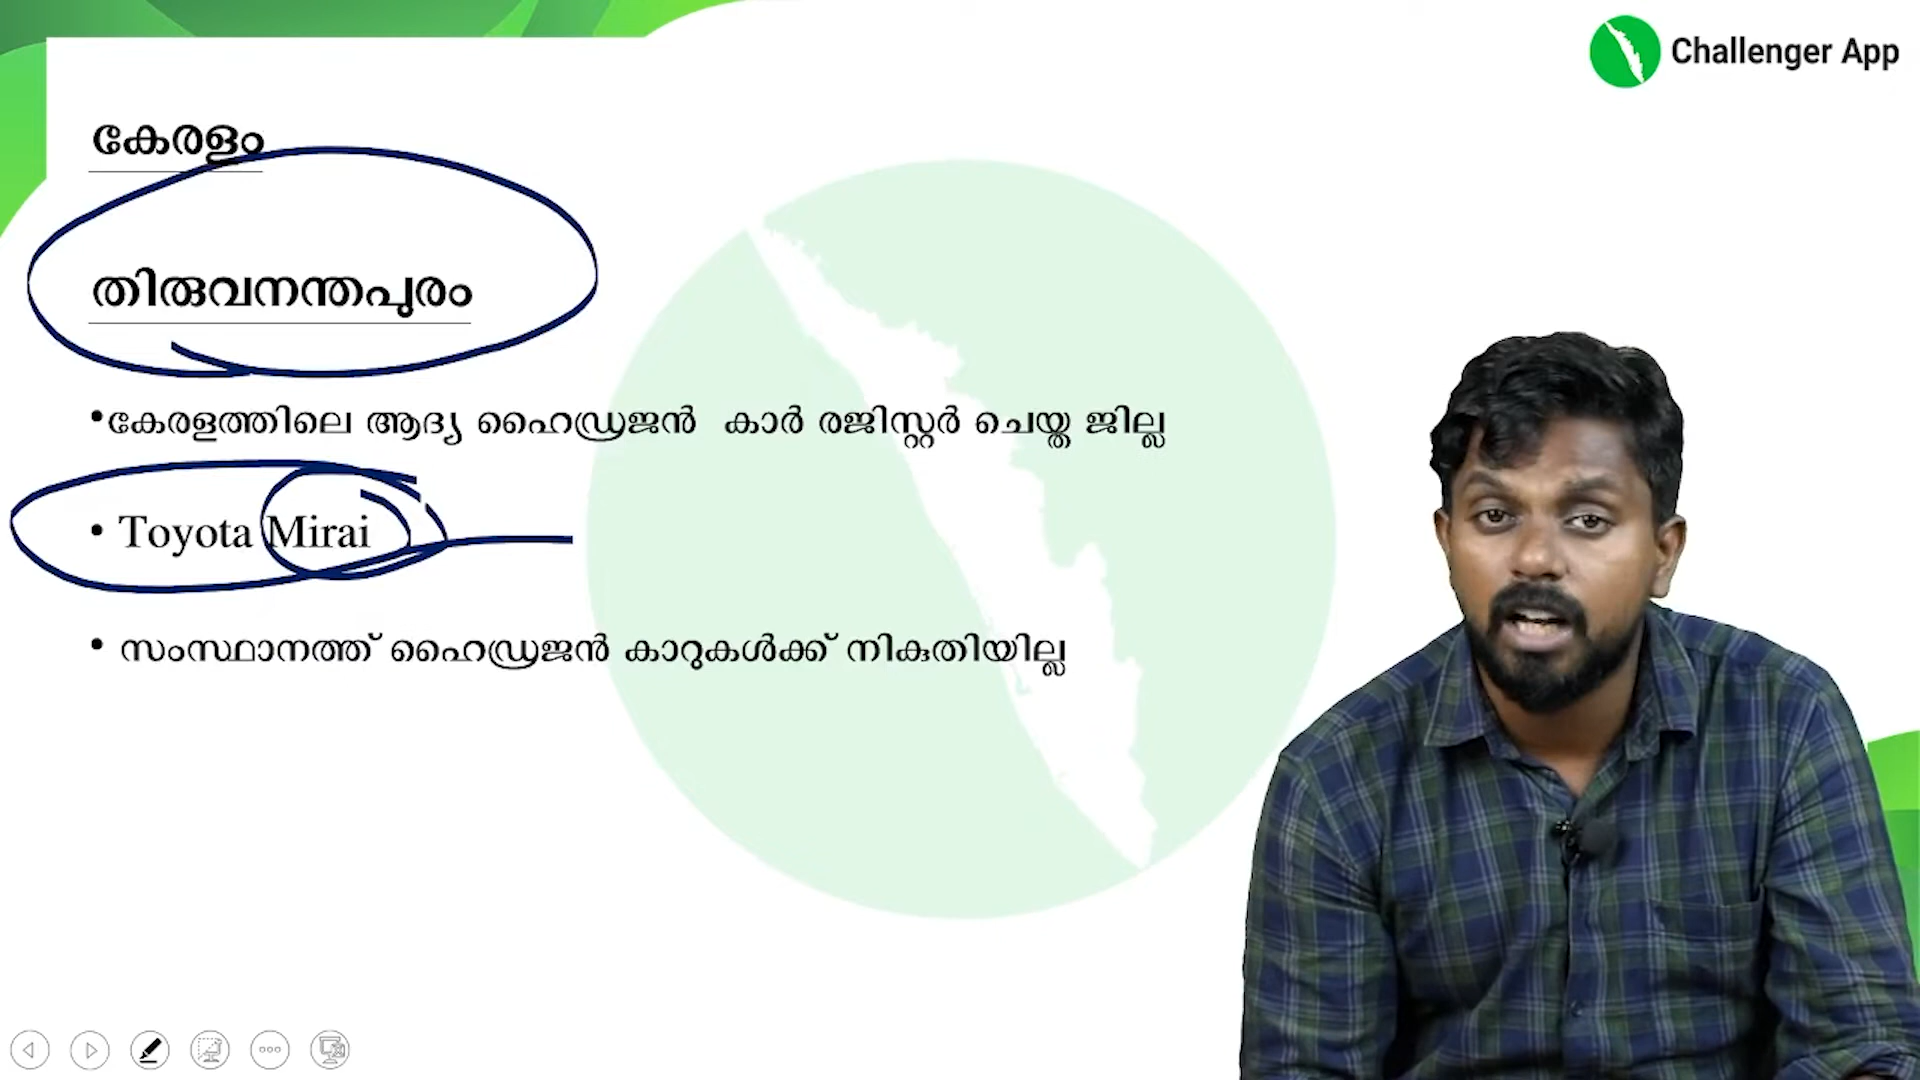 Challenger App
കേരളം
തിരുവനന്തപുരം
•കേരളത്തിലെ ആദ്യ ഹൈഡ്രജൻ കാർ രജിസ്റ്റർ ചെയ്ത ജില്ല
• Toyota Mirai
• സംസ്ഥാനത്ത് ഹൈഡ്രജൻ കാറുകൾക്ക് നികുതിയില്ല